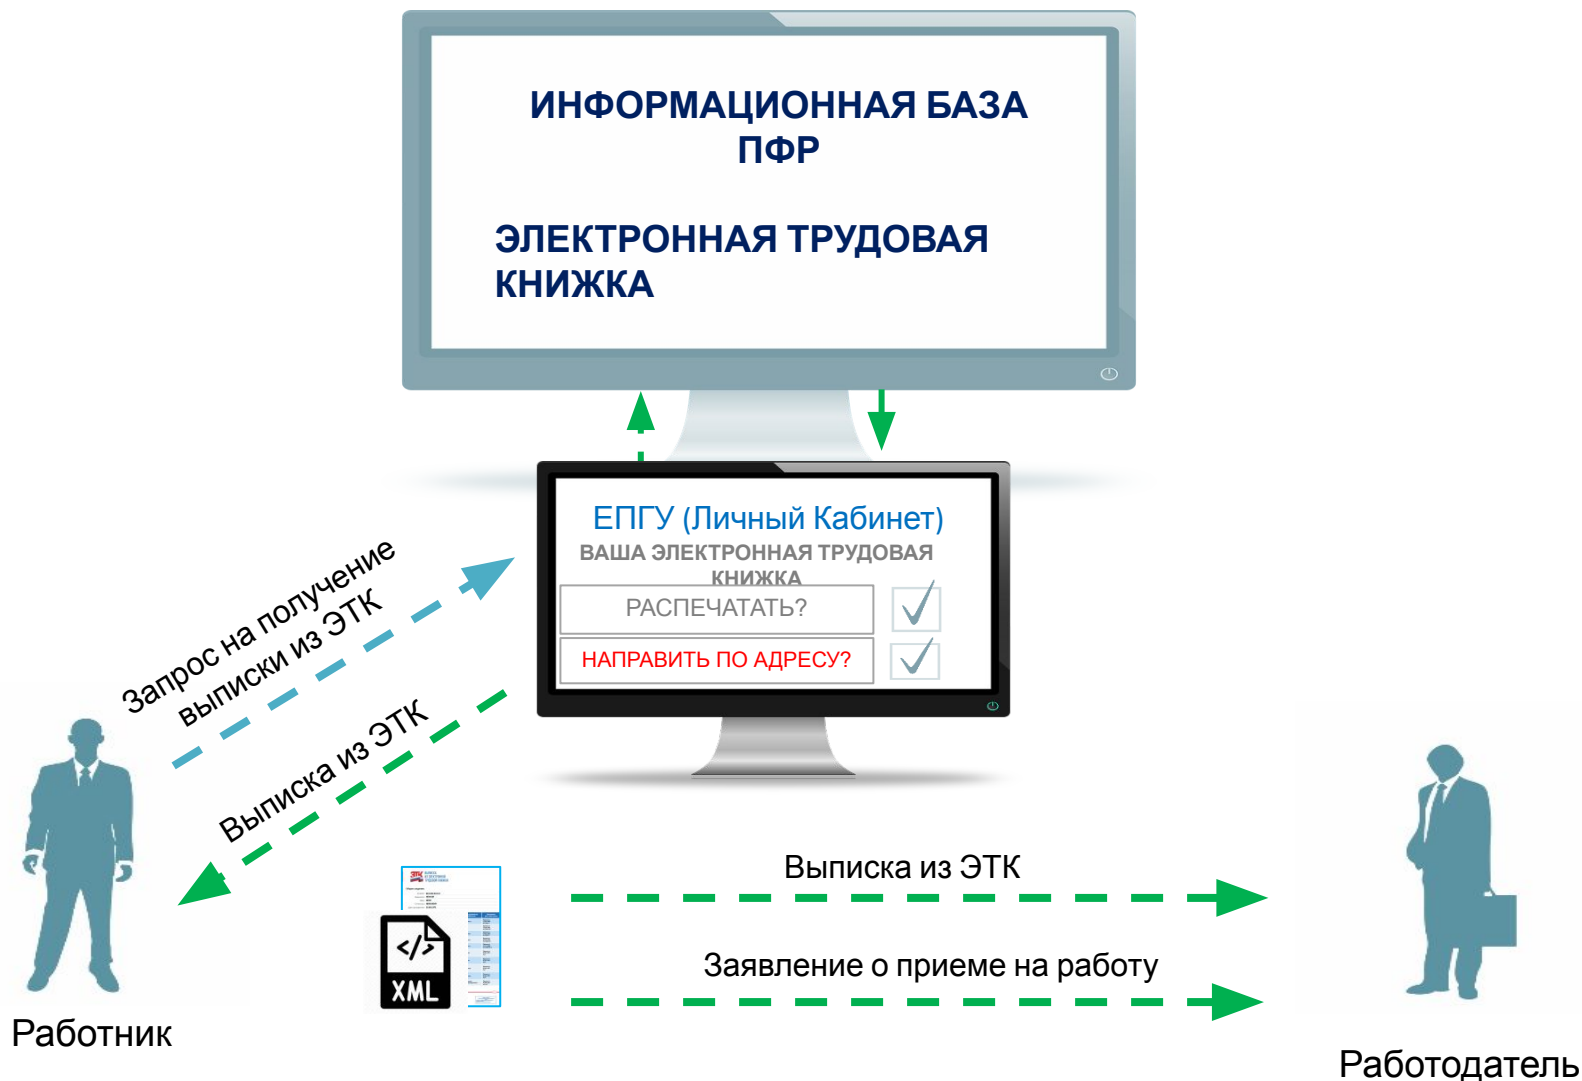 ИНФОРМАЦИОННАЯ БАЗА
ПФР
ЭЛЕКТРОННАЯ ТРУДОВАЯ
КНИЖКА
ЕПГУ (Личный Кабинет)
ВАША ЭЛЕКТРОННАЯ ТРУДОВАЯ
КНИЖКА
РАСПЕЧАТАТЬ?
НАПРАВИТЬ ПО АДРЕСУ?
Запрос на получение
выписки из ЭТК
Выписка из ЭТК
ЭТК
</>
XML
Выписка из ЭТК
Заявление о приеме на работу
Работник
Работодатель